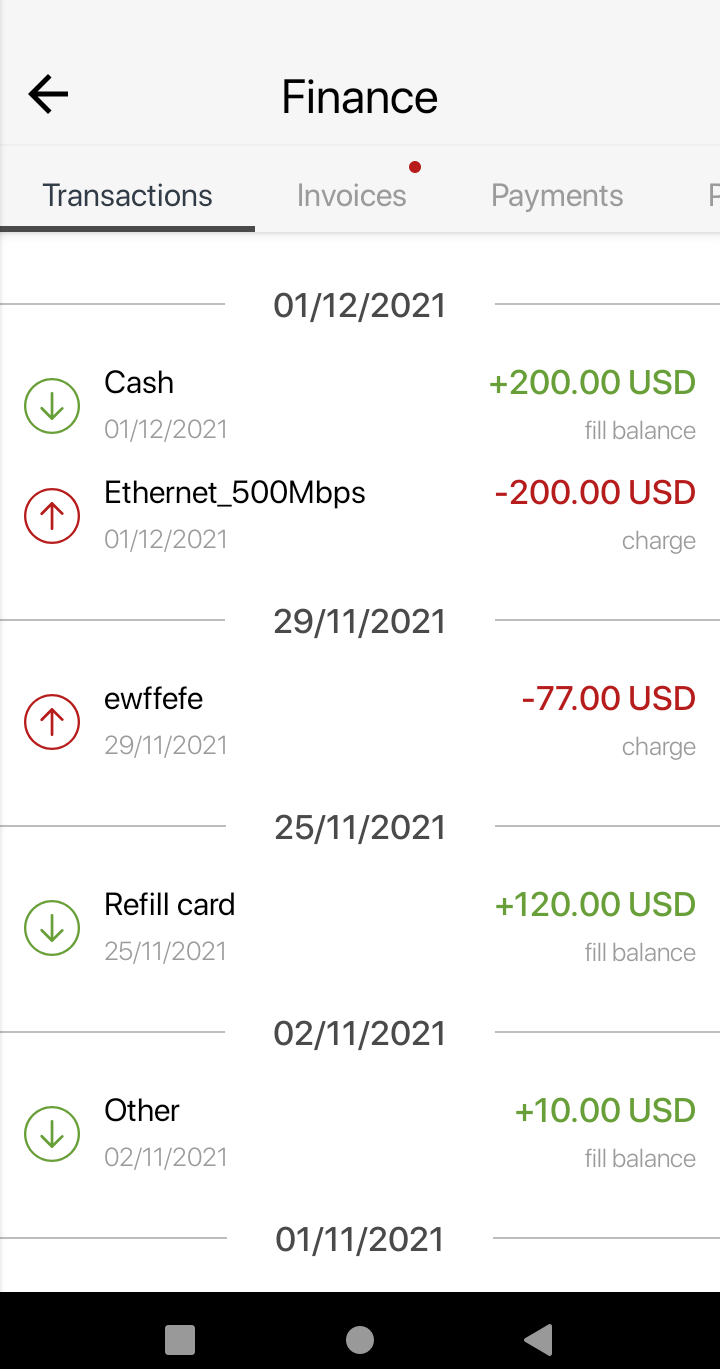 Finance
Transactions Invoices Payments
01/12/2021
Cash +200.00 USD
01/12/2021 fill balance
Ethernet_500Mbps -200.00 USD
01/12/2021 charge
29/11/2021
ewffefe -77.00 USD
29/11/2021 charge
25/11/2021
Refill card +120.00 USD
25/11/2021 fill balance
02/11/2021
Other +10.00 USD
02/11/2021 fill balance
01/11/2021